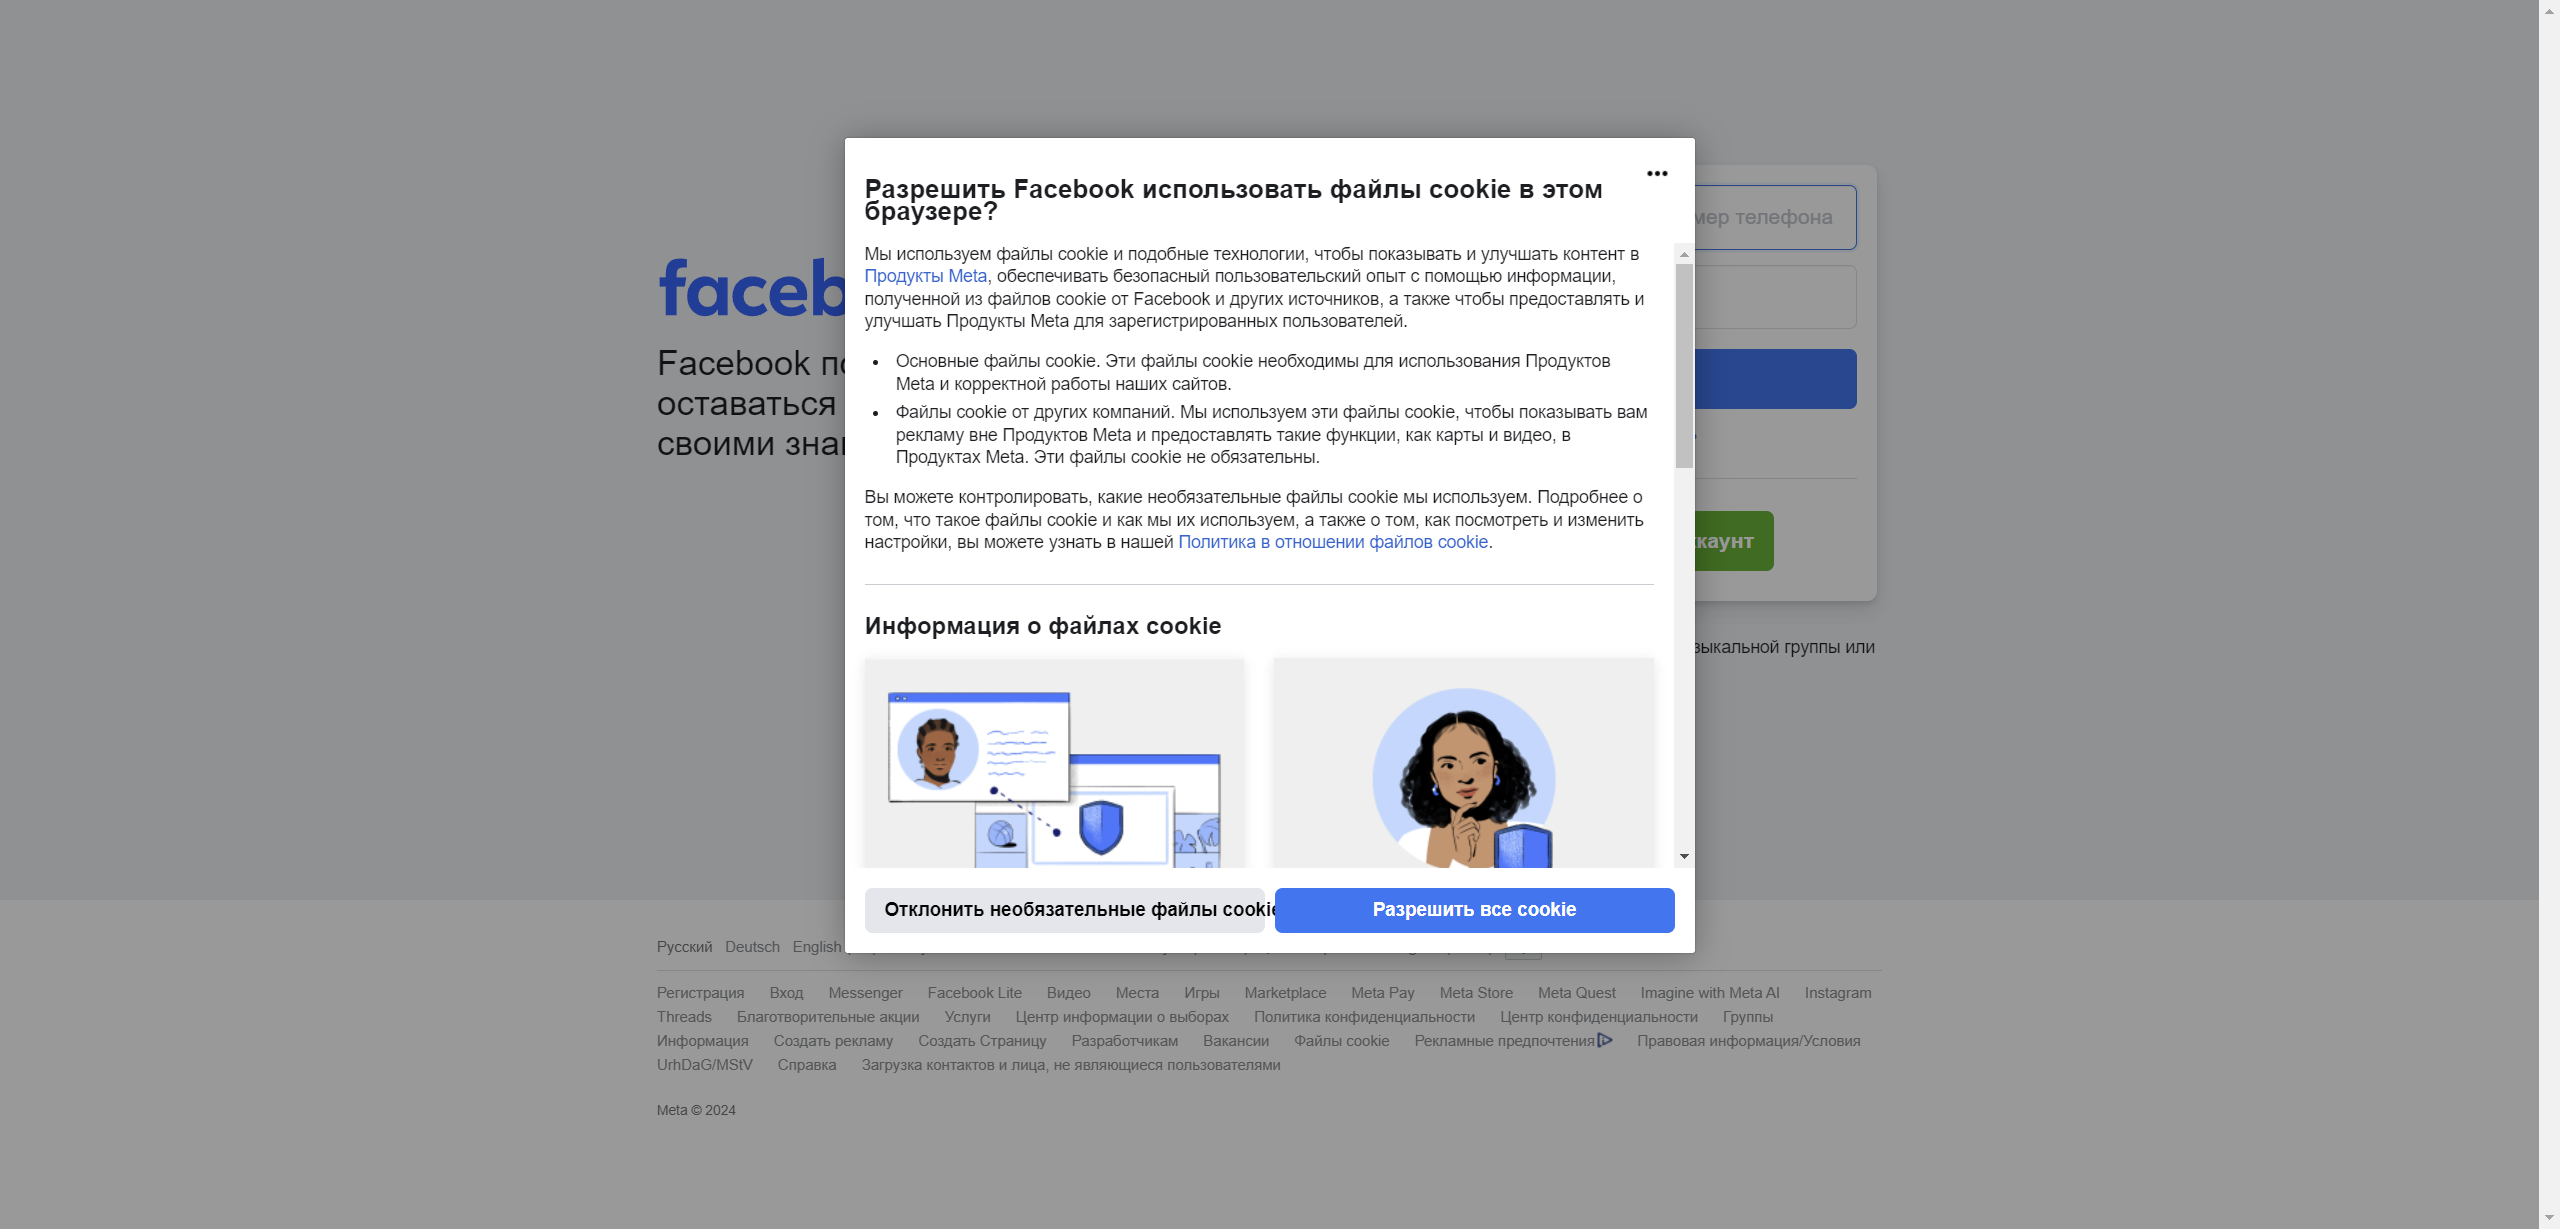 Разрешить Facebook использовать файлы cookie в этом
браузере?
Мы используем файлы cookie и подобные технологии, чтобы показывать и улучшать контент в
Продукты Meta, обеспечивать безопасный пользовательский опыт с помощью информации,
полученной из файлов cookie от Facebook и других источников, а также чтобы предоставлять и
улучшать Продукты Meta для зарегистрированных пользователей.
• Основные файлы cookie. Эти файлы cookie необходимы для использования Продуктов
Meta и корректной работы наших сайтов.
• Файлы cookie от других компаний. Мы используем эти файлы cookie, чтобы показывать вам
рекламу вне Продуктов Meta и предоставлять такие функции, как карты и видео, в
Продуктах Meta. Эти файлы cookie не обязательны.
Вы можете контролировать, какие необязательные файлы cookie мы используем. Подробнее о
том, что такое файлы cookie и как мы их используем, а также о том, как посмотреть и изменить
настройки, вы можете узнать в нашей Политика в отношении файлов cookie.
Информация о файлах cookie
Отклонить необязательные файлы cookie
Разрешить все cookie
faceb
Facebook по
оставаться
своими зна
мер телефона
ккаунт
зыкальной группы или
Русский Deutsch English
Регистрация Вход Messenger Facebook Lite Видео Места Игры Marketplace Meta Pay Meta Store Meta Quest Imagine with Meta AI Instagram
Threads Благотворительные акции Услуги Центр информации о выборах Политика конфиденциальности Центр конфиденциальности Группы
Информация Создать рекламу Создать Страницу Разработчикам Вакансии Файлы cookie Рекламные предпочтения Правовая информация/Условия
UrhDaG/MStV Справка Загрузка контактов и лица, не являющиеся пользователями
Meta © 2024